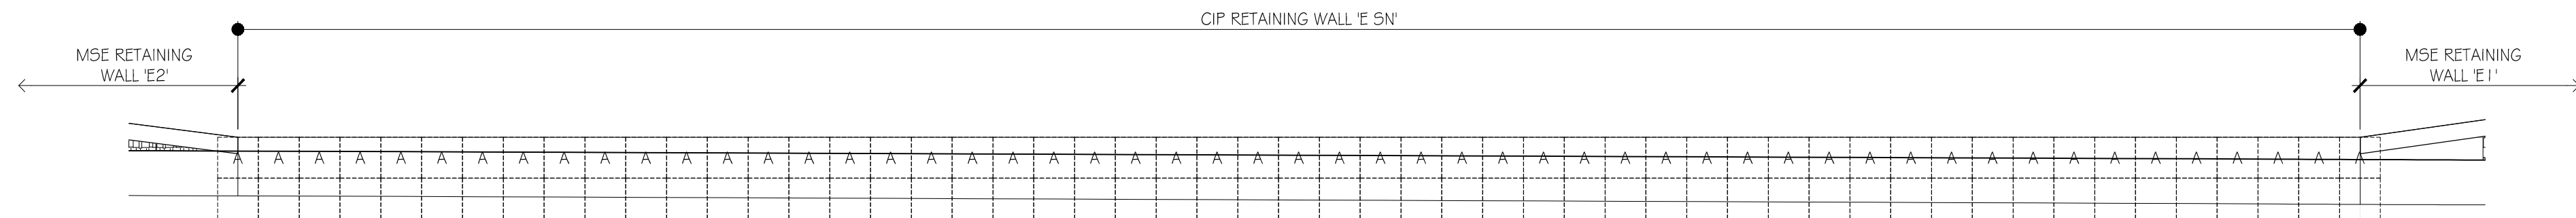 CIP RETAINING WALL 'E SN'
MSE RETAINING
WALL 'E2'
MSE RETAINING
WALL 'E1'
A A A A A A A A A A A A A A A A A A A A A A A A A A A A A A A A A A A A A A A A A A A A A A A A A A A A A